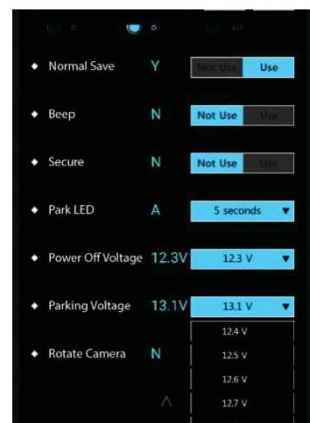 Normal Save Y Not Use Use
Beep N Not Use Use
Secure N Not Use Use
Park LED A 5 seconds
Power Off Voltage 12.3V 12.3 V
Parking Voltage 13.1V 13.1 V
12.4 V
Rotate Camera N 12.5 V
12.6 V
12.7 V